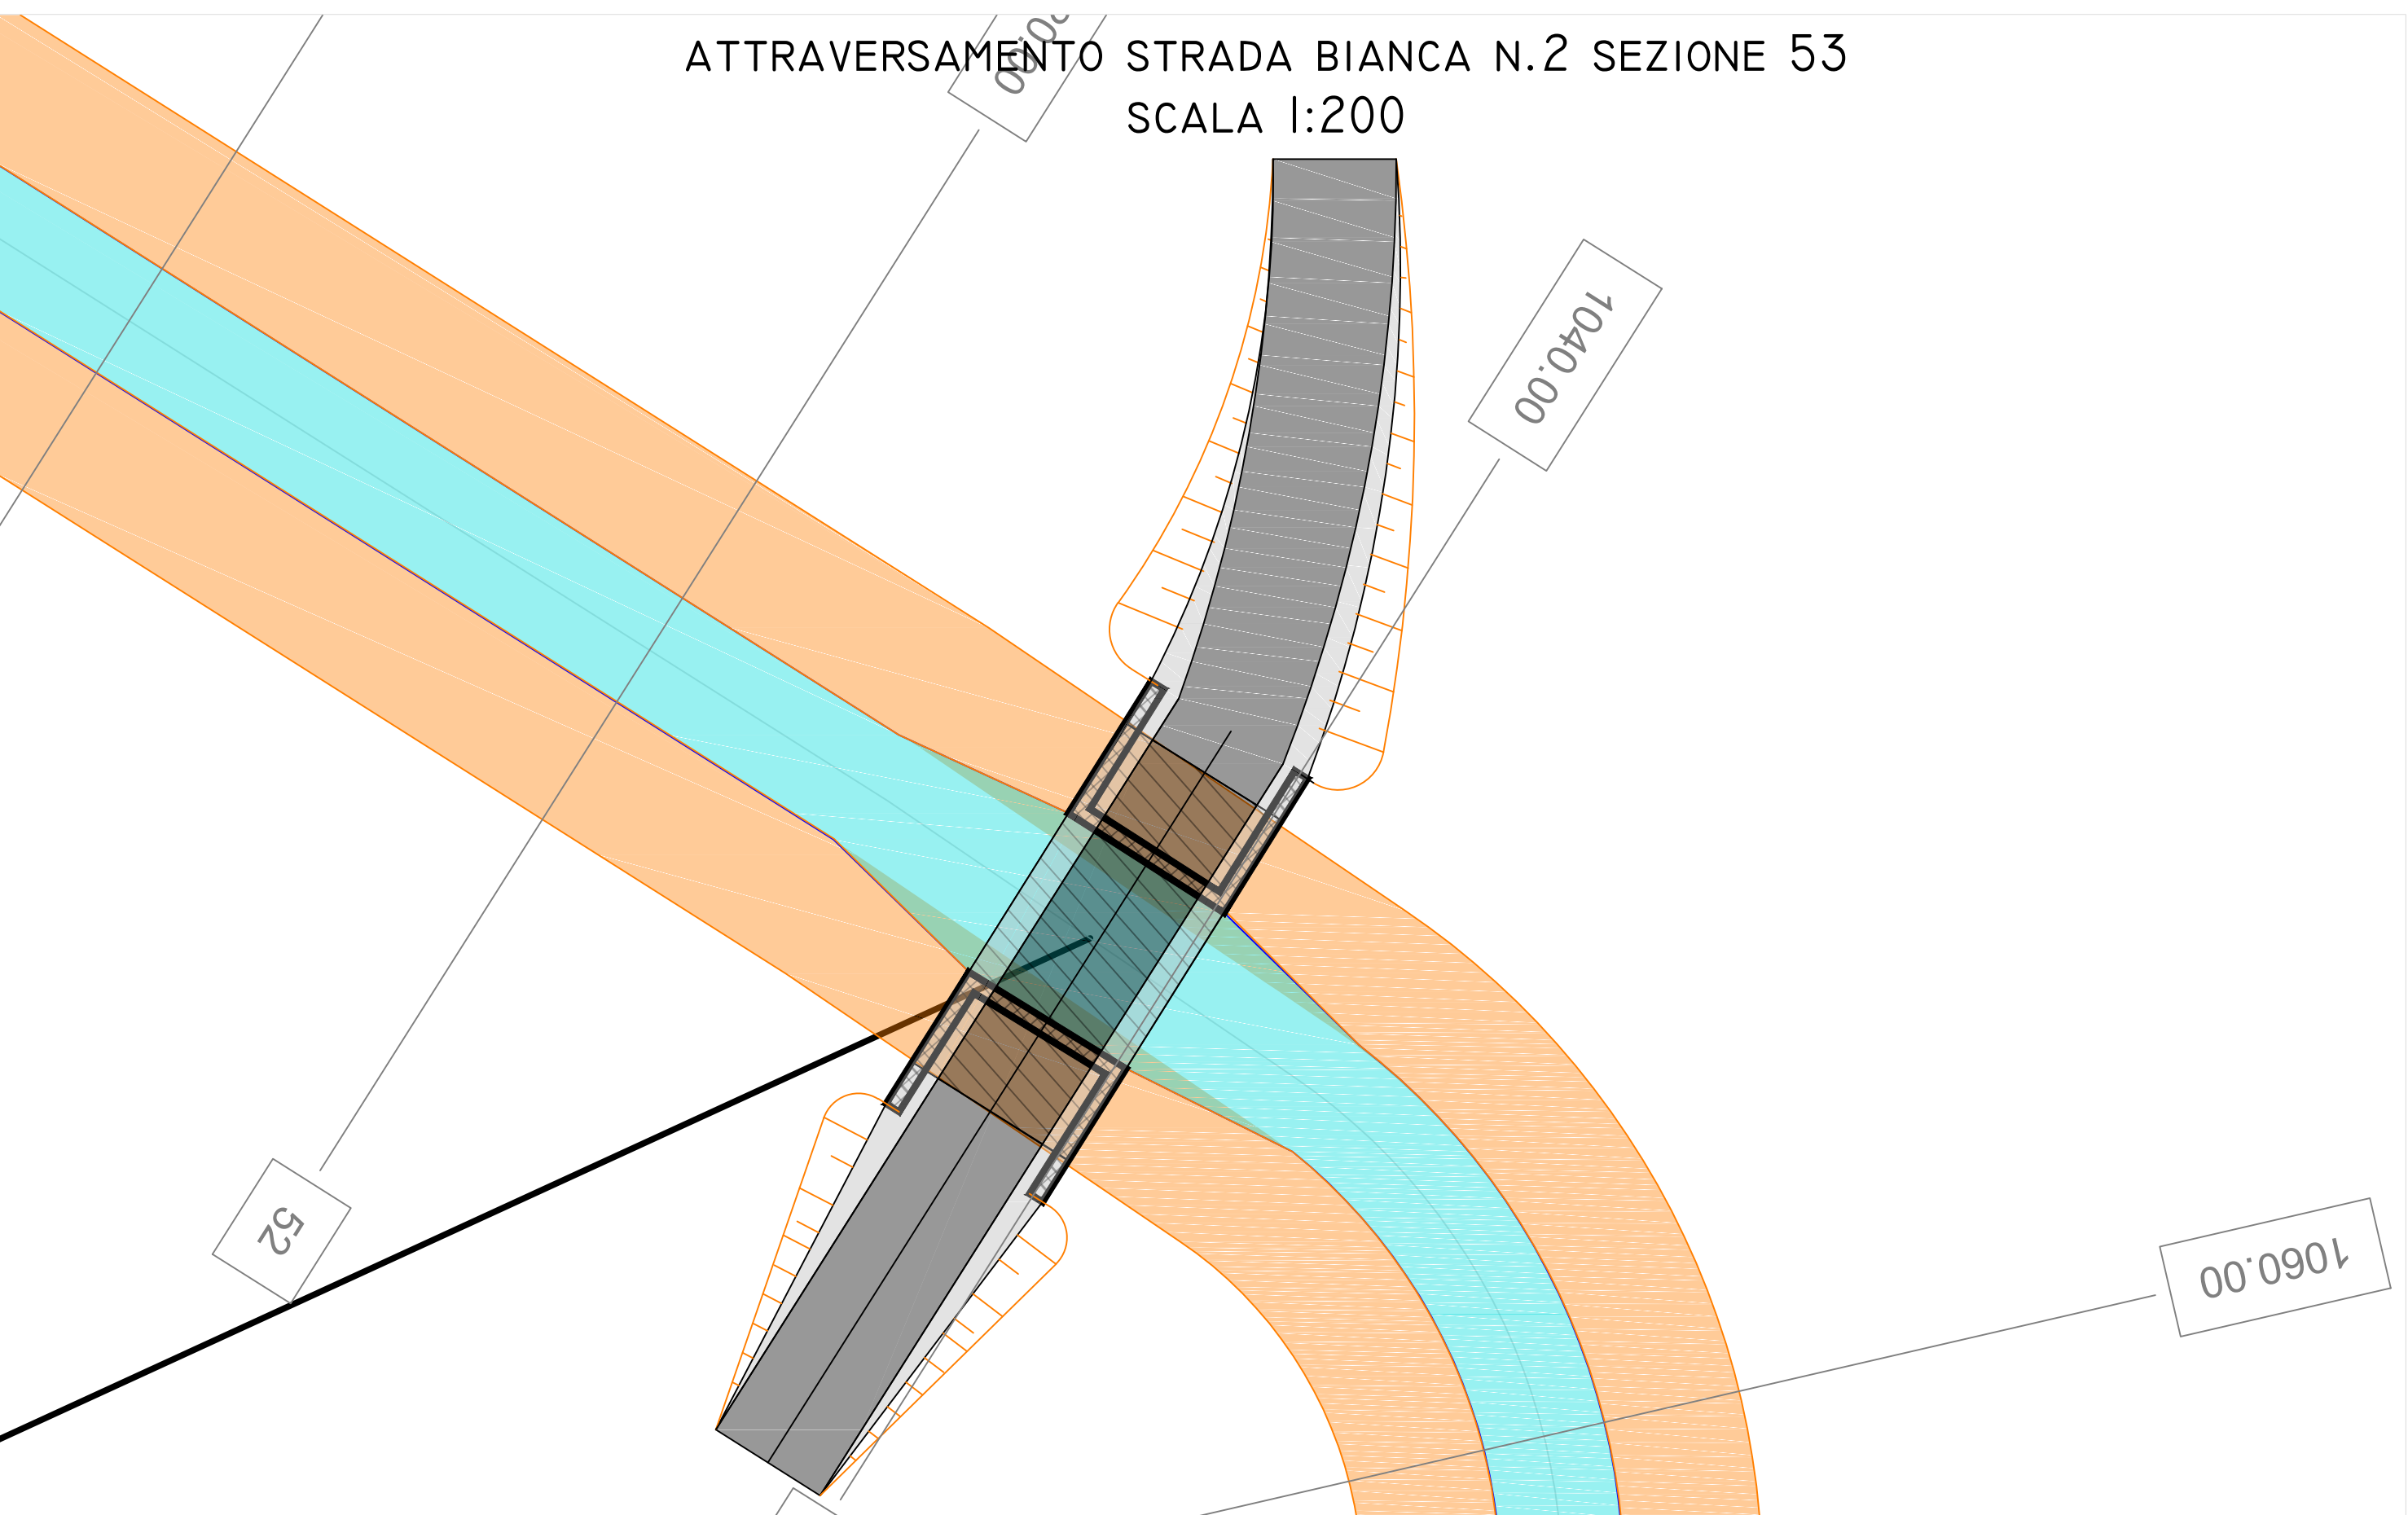 ATTRAVERSAMENTO STRADA BIANCA N.2 SEZIONE 53
SCALA 1:200
1040.00
52
1060.00